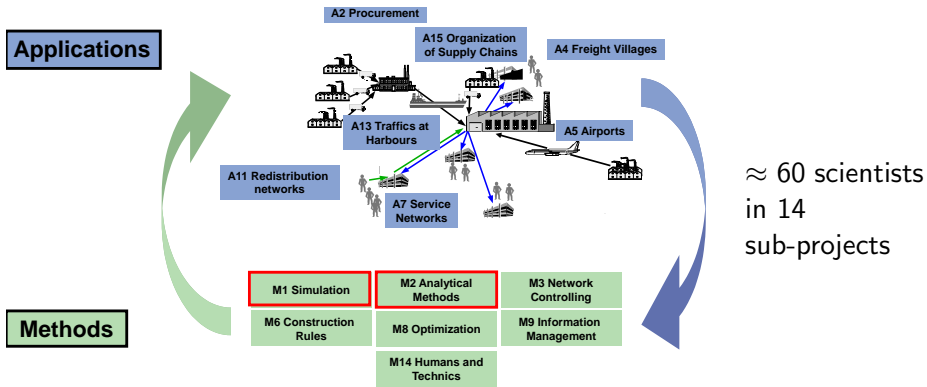 A2 Procurement
Applications
A15 Organization
of Supply Chains
A4 Freight Villages
A13 Traffics at
Harbours
A5 Airports
A11 Redistribution
networks
A7 Service
Networks
≈ 60 scientists
in 14
sub-projects
M1 Simulation
M2 Analytical
Methods
M3 Network
Controlling
Methods
M6 Construction
Rules
M8 Optimization
M9 Information
Management
M14 Humans and
Technics